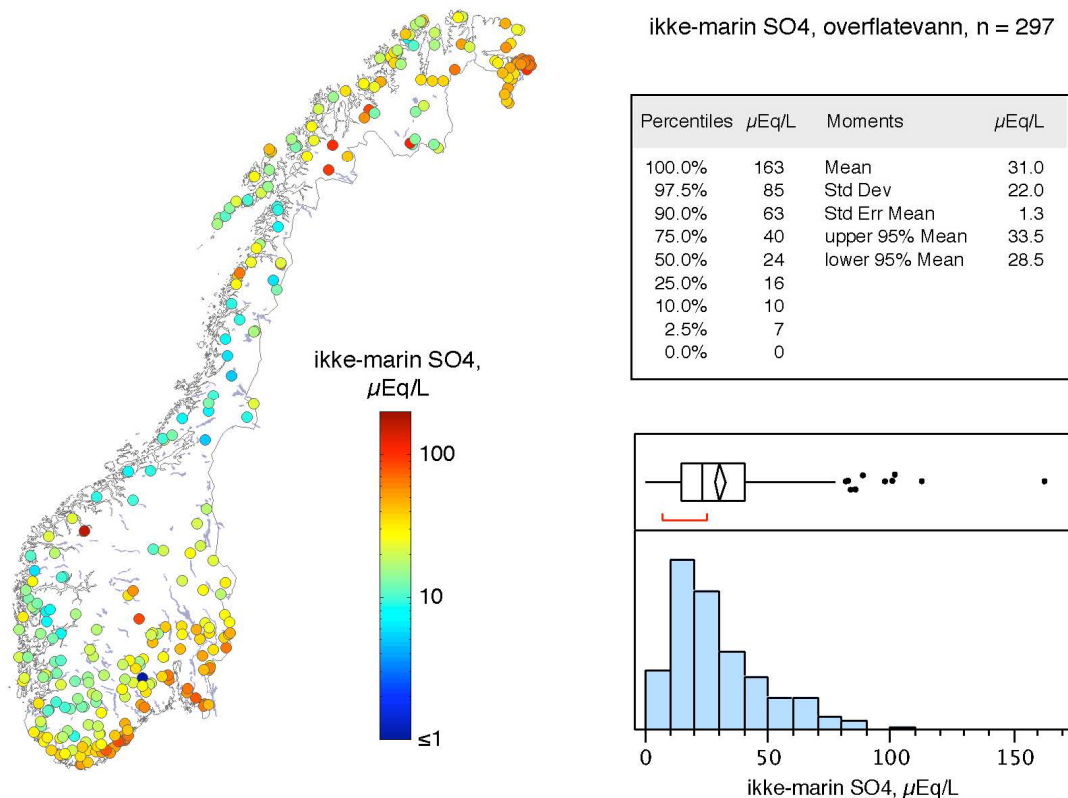 ikke-marin SO4, overflatevann, n = 297
Percentiles µEq/L Moments µEq/L
100.0% 163 Mean 31.0
97.5% 85 Std Dev 22.0
90.0% 63 Std Err Mean 1.3
75.0% 40 upper 95% Mean 33.5
50.0% 24 lower 95% Mean 28.5
25.0% 16
10.0% 10
2.5% 7
0.0% 0
ikke-marin SO4,
µEq/L
100
10
≤1
0 50 100 150
ikke-marin SO4, µEq/L